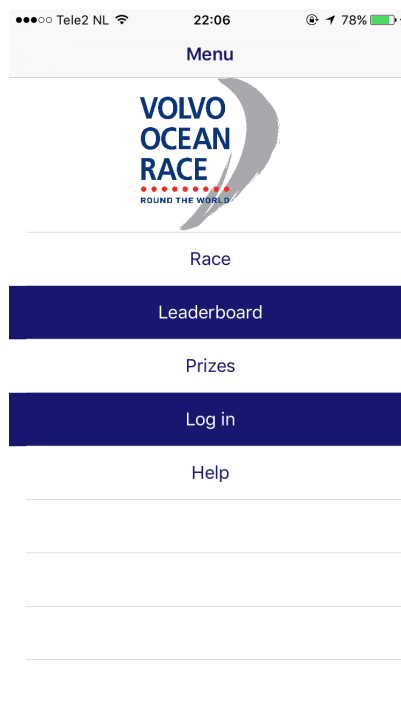 Tele2 NL 22:06 78%
Menu
VOLVO
OCEAN
RACE
ROUND THE WORLD
Race
Leaderboard
Prizes
Log in
Help